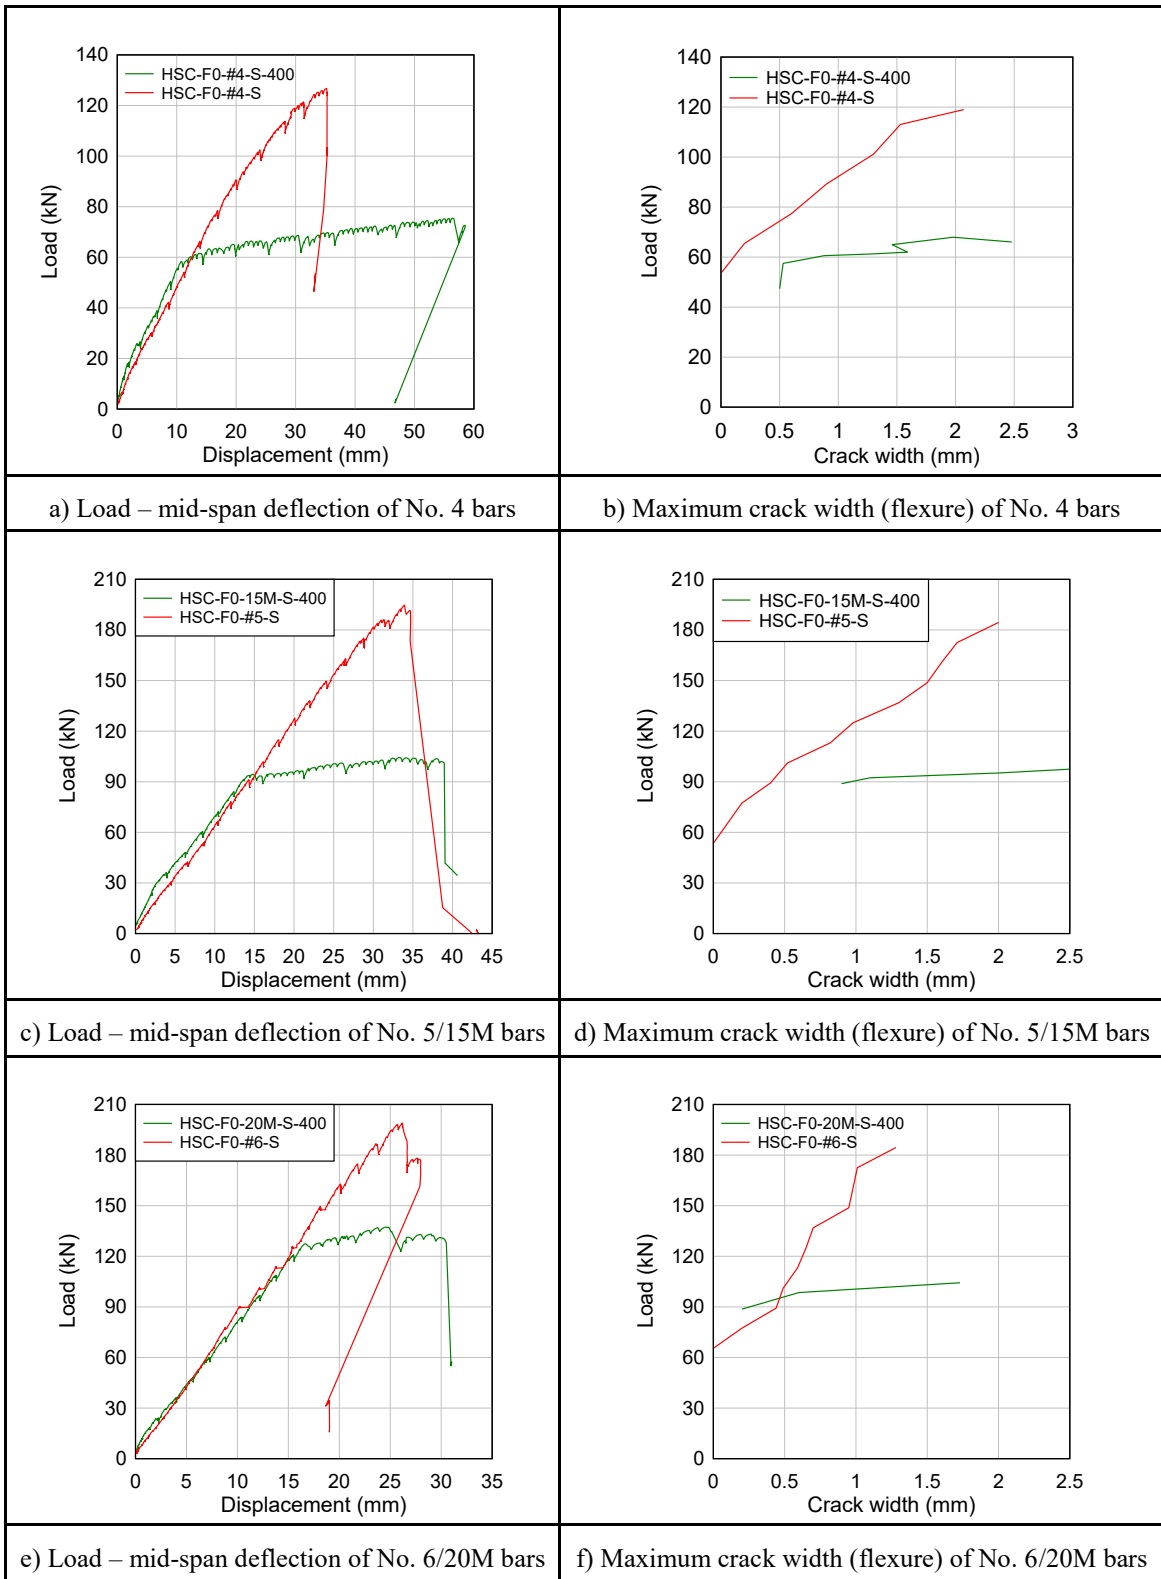 140
120
100
80
60
40
20
0
Load (kN)
HSC-F0-#4-S-400
HSC-F0-#4-S
0 10 20 30 40 50 60
Displacement (mm)
a) Load – mid-span deflection of No. 4 bars
140
120
100
80
60
40
20
0
Load (kN)
HSC-F0-#4-S-400
HSC-F0-#4-S
0 0.5 1 1.5 2 2.5 3
Crack width (mm)
b) Maximum crack width (flexure) of No. 4 bars
210
180
150
120
90
60
30
0
Load (kN)
HSC-F0-15M-S-400
HSC-F0-#5-S
0 5 10 15 20 25 30 35 40 45
Displacement (mm)
c) Load – mid-span deflection of No. 5/15M bars
210
180
150
120
90
60
30
0
Load (kN)
HSC-F0-15M-S-400
HSC-F0-#5-S
0 0.5 1 1.5 2 2.5
Crack width (mm)
d) Maximum crack width (flexure) of No. 5/15M bars
210
180
150
120
90
60
30
0
Load (kN)
HSC-F0-20M-S-400
HSC-F0-#6-S
0 5 10 15 20 25 30 35
Displacement (mm)
e) Load – mid-span deflection of No. 6/20M bars
210
180
150
120
90
60
30
0
Load (kN)
HSC-F0-20M-S-400
HSC-F0-#6-S
0 0.5 1 1.5 2 2.5
Crack width (mm)
f) Maximum crack width (flexure) of No. 6/20M bars